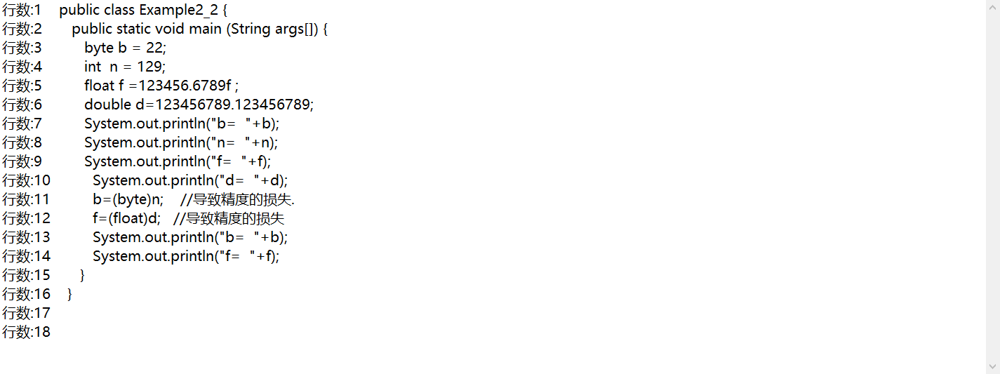 行数:1    public class Example2_2 {
行数:2       public static void main (String args[]) {
行数:3          byte b = 22;
行数:4          int  n = 129;
行数:5          float f =123456.6789f ;
行数:6          double d=123456789.123456789;
行数:7          System.out.println("b=  "+b);
行数:8          System.out.println("n=  "+n);
行数:9          System.out.println("f=  "+f);
行数:10          System.out.println("d=  "+d);
行数:11          b=(byte)n;    //导致精度的损失.
行数:12          f=(float)d;   //导致精度的损失
行数:13          System.out.println("b=  "+b);
行数:14          System.out.println("f=  "+f);
行数:15       }
行数:16    }
行数:17
行数:18